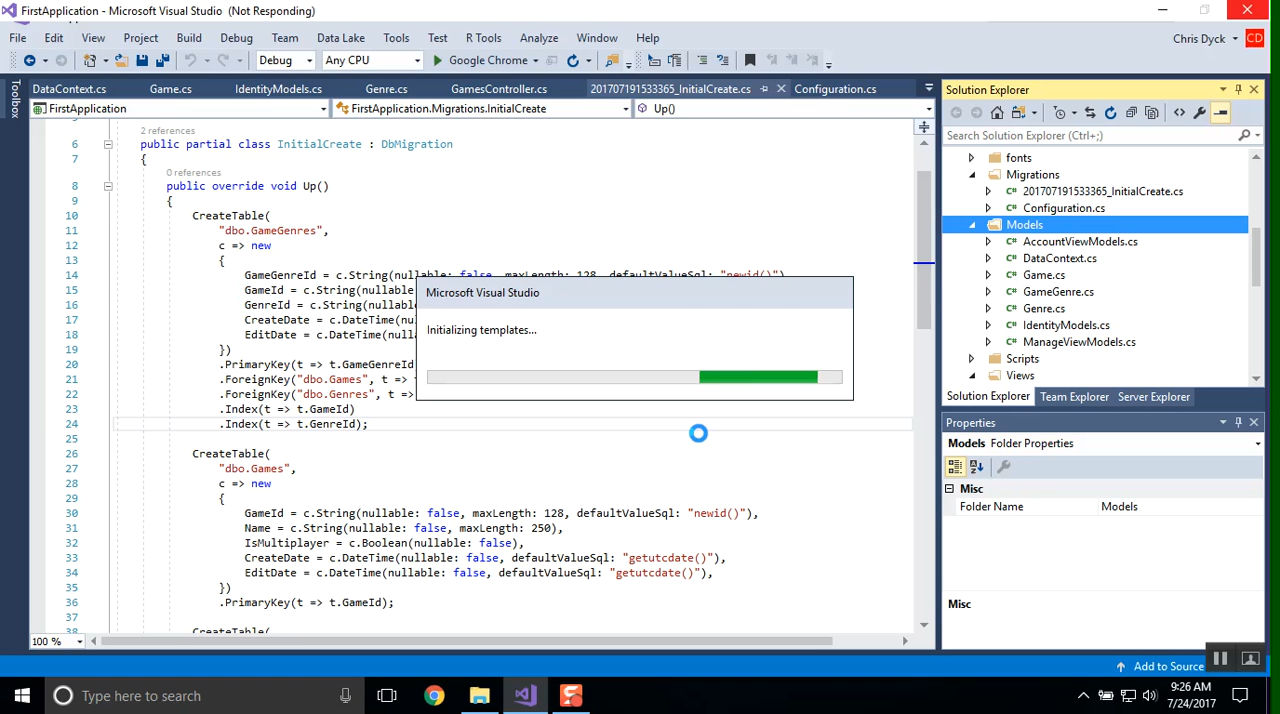 FirstApplication - Microsoft Visual Studio (Not Responding)
File Edit View Project Build Debug Team Data Lake Tools Test R Tools Analyze Window Help
Chris Dyck CD
Debug Any CPU Google Chrome
Toolbox
DataContext.cs Game.cs IdentityModels.cs Genre.cs GamesController.cs 201707191533365_InitialCreate.cs Configuration.cs
FirstApplication FirstApplication.Migrations.InitialCreate Up()
2 references
6 public partial class InitialCreate : DbMigration
7 {
0 references
8 public override void Up()
9 {
10 CreateTable(
11 "dbo.GameGenres",
12 c => new
13 {
14 GameGenreId = c.String(nullable: false, maxLength: 128, defaultValueSql: "newid()")
15 GameId = c.String(nullable
16 GenreId = c.String(nullable
17 CreateDate = c.DateTime(nu
18 EditDate = c.DateTime(null
19 })
20 .PrimaryKey(t => t.GameGenreId
21 .ForeignKey("dbo.Games", t =>
22 .ForeignKey("dbo.Genres", t =>
23 .Index(t => t.GameId)
24 .Index(t => t.GenreId);
25
26 CreateTable(
27 "dbo.Games",
28 c => new
29 {
30 GameId = c.String(nullable: false, maxLength: 128, defaultValueSql: "newid()"),
31 Name = c.String(nullable: false, maxLength: 250),
32 IsMultiplayer = c.Boolean(nullable: false),
33 CreateDate = c.DateTime(nullable: false, defaultValueSql: "getutcdate()"),
34 EditDate = c.DateTime(nullable: false, defaultValueSql: "getutcdate()"),
35 })
36 .PrimaryKey(t => t.GameId);
37
38 CreateTable(
100 %
Microsoft Visual Studio
Initializing templates...
Solution Explorer
Search Solution Explorer (Ctrl+;)
fonts
Migrations
C# 201707191533365_InitialCreate.cs
C# Configuration.cs
Models
C# AccountViewModels.cs
C# DataContext.cs
C# Game.cs
C# GameGenre.cs
C# Genre.cs
C# IdentityModels.cs
C# ManageViewModels.cs
Scripts
Views
Solution Explorer Team Explorer Server Explorer
Properties
Models Folder Properties
Misc
Folder Name Models
Misc
Add to Source
Type here to search
9:26 AM
7/24/2017